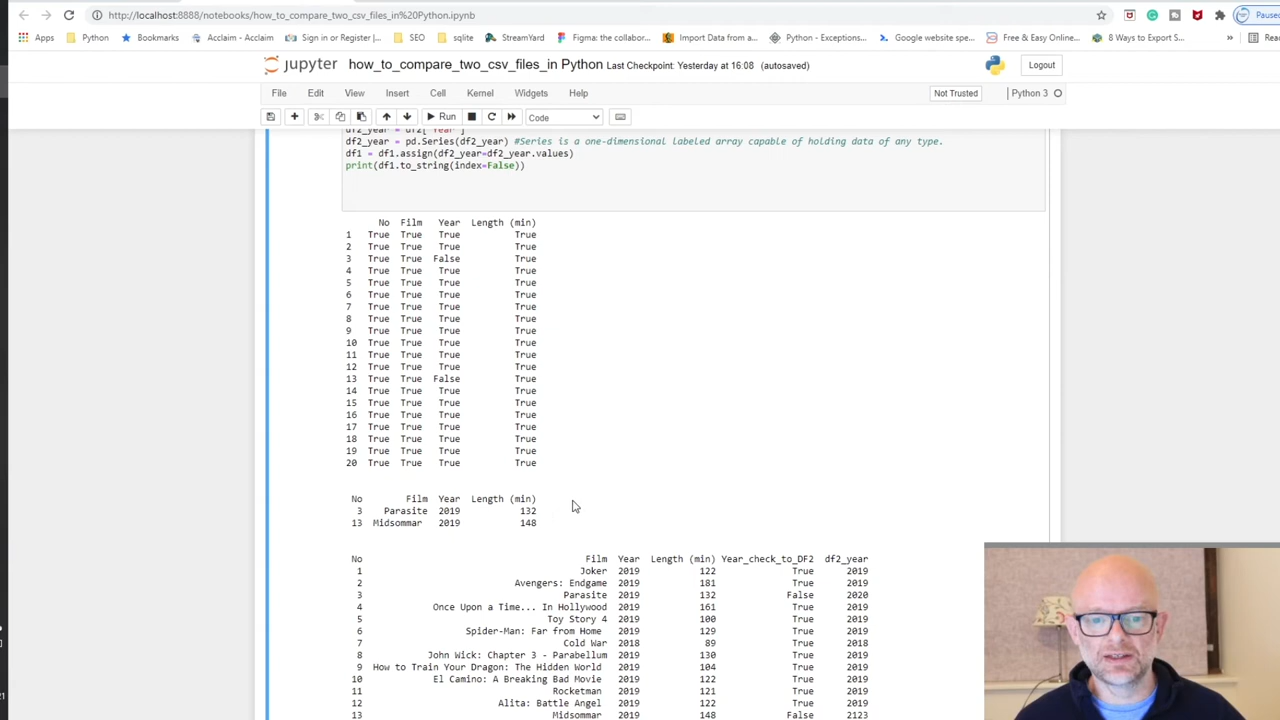 http://localhost:8888/notebooks/how_to_compare_two_csv_files_in%20Python.ipynb Paused
Apps Python Bookmarks Acclaim - Acclaim Sign in or Register |... SEO sqlite StreamYard Figma: the collabor... Import Data from a... Python - Exceptions... Google website spe... Free & Easy Online... 8 Ways to Export S... » Rea
jupyter how_to_compare_two_csv_files_in Python Last Checkpoint: Yesterday at 16:08 (autosaved) Logout
File Edit View Insert Cell Kernel Widgets Help Not Trusted Python 3
Run Code
df2_year = df2["Year"]
df2_year = pd.Series(df2_year) #Series is a one-dimensional labeled array capable of holding data of any type.
df1 = df1.assign(df2_year=df2_year.values)
print(df1.to_string(index=False))
No Film Year Length (min)
1 True True True True
2 True True True True
3 True True False True
4 True True True True
5 True True True True
6 True True True True
7 True True True True
8 True True True True
9 True True True True
10 True True True True
11 True True True True
12 True True True True
13 True True False True
14 True True True True
15 True True True True
16 True True True True
17 True True True True
18 True True True True
19 True True True True
20 True True True True
No Film Year Length (min)
3 Parasite 2019 132
13 Midsommar 2019 148
No Film Year Length (min) Year_check_to_DF2 df2_year
1 Joker 2019 122 True 2019
2 Avengers: Endgame 2019 181 True 2019
3 Parasite 2019 132 False 2020
4 Once Upon a Time... In Hollywood 2019 161 True 2019
5 Toy Story 4 2019 100 True 2019
6 Spider-Man: Far from Home 2019 129 True 2019
7 Cold War 2018 89 True 2018
8 John Wick: Chapter 3 - Parabellum 2019 130 True 2019
9 How to Train Your Dragon: The Hidden World 2019 104 True 2019
10 El Camino: A Breaking Bad Movie 2019 122 True 2019
11 Rocketman 2019 121 True 2019
12 Alita: Battle Angel 2019 122 True 2019
13 Midsommar 2019 148 False 2123